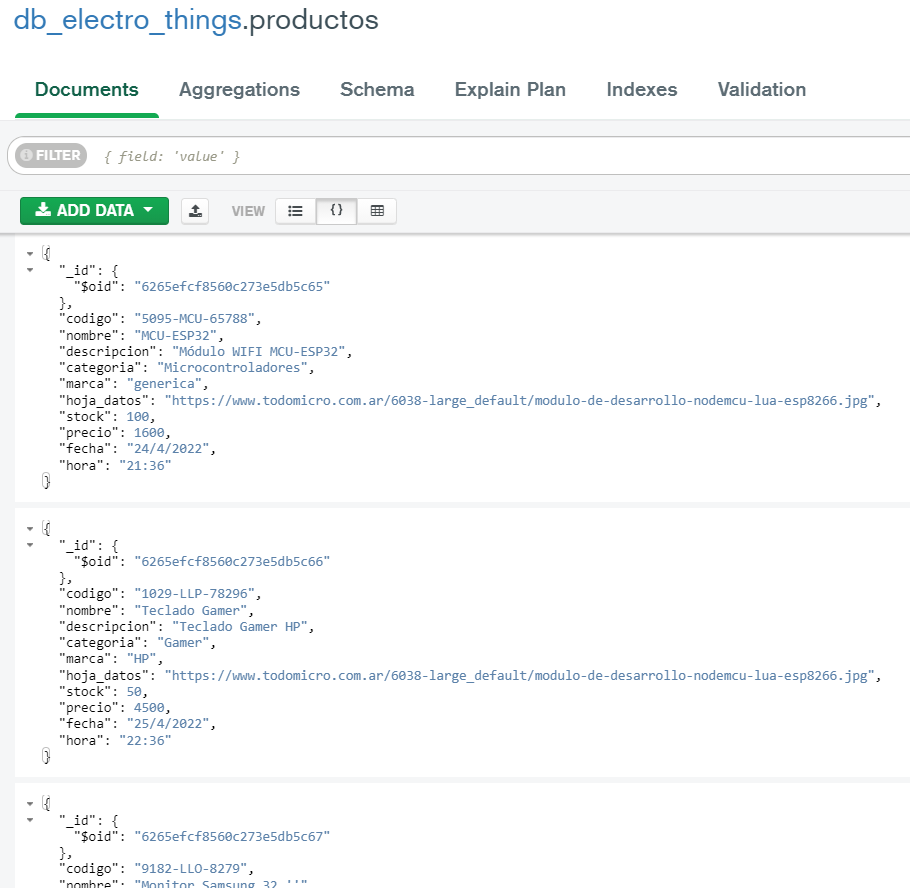 db_electro_things.productos
Documents Aggregations Schema Explain Plan Indexes Validation
FILTER { field: 'value' }
ADD DATA VIEW {}
{
"_id": {
"$oid": "6265efcf8560c273e5db5c65"
},
"codigo": "5095-MCU-65788",
"nombre": "MCU-ESP32",
"descripcion": "Módulo WIFI MCU-ESP32",
"categoria": "Microcontroladores",
"marca": "generica",
"hoja_datos": "https://www.todomicro.com.ar/6038-large_default/modulo-de-desarrollo-nodemcu-lua-esp8266.jpg",
"stock": 100,
"precio": 1600,
"fecha": "24/4/2022",
"hora": "21:36"
}
{
"_id": {
"$oid": "6265efcf8560c273e5db5c66"
},
"codigo": "1029-LLP-78296",
"nombre": "Teclado Gamer",
"descripcion": "Teclado Gamer HP",
"categoria": "Gamer",
"marca": "HP",
"hoja_datos": "https://www.todomicro.com.ar/6038-large_default/modulo-de-desarrollo-nodemcu-lua-esp8266.jpg",
"stock": 50,
"precio": 4500,
"fecha": "25/4/2022",
"hora": "22:36"
}
{
"_id": {
"$oid": "6265efcf8560c273e5db5c67"
},
"codigo": "9182-LLO-8279",
"nombre": "Monitor Samsung 32 ''"